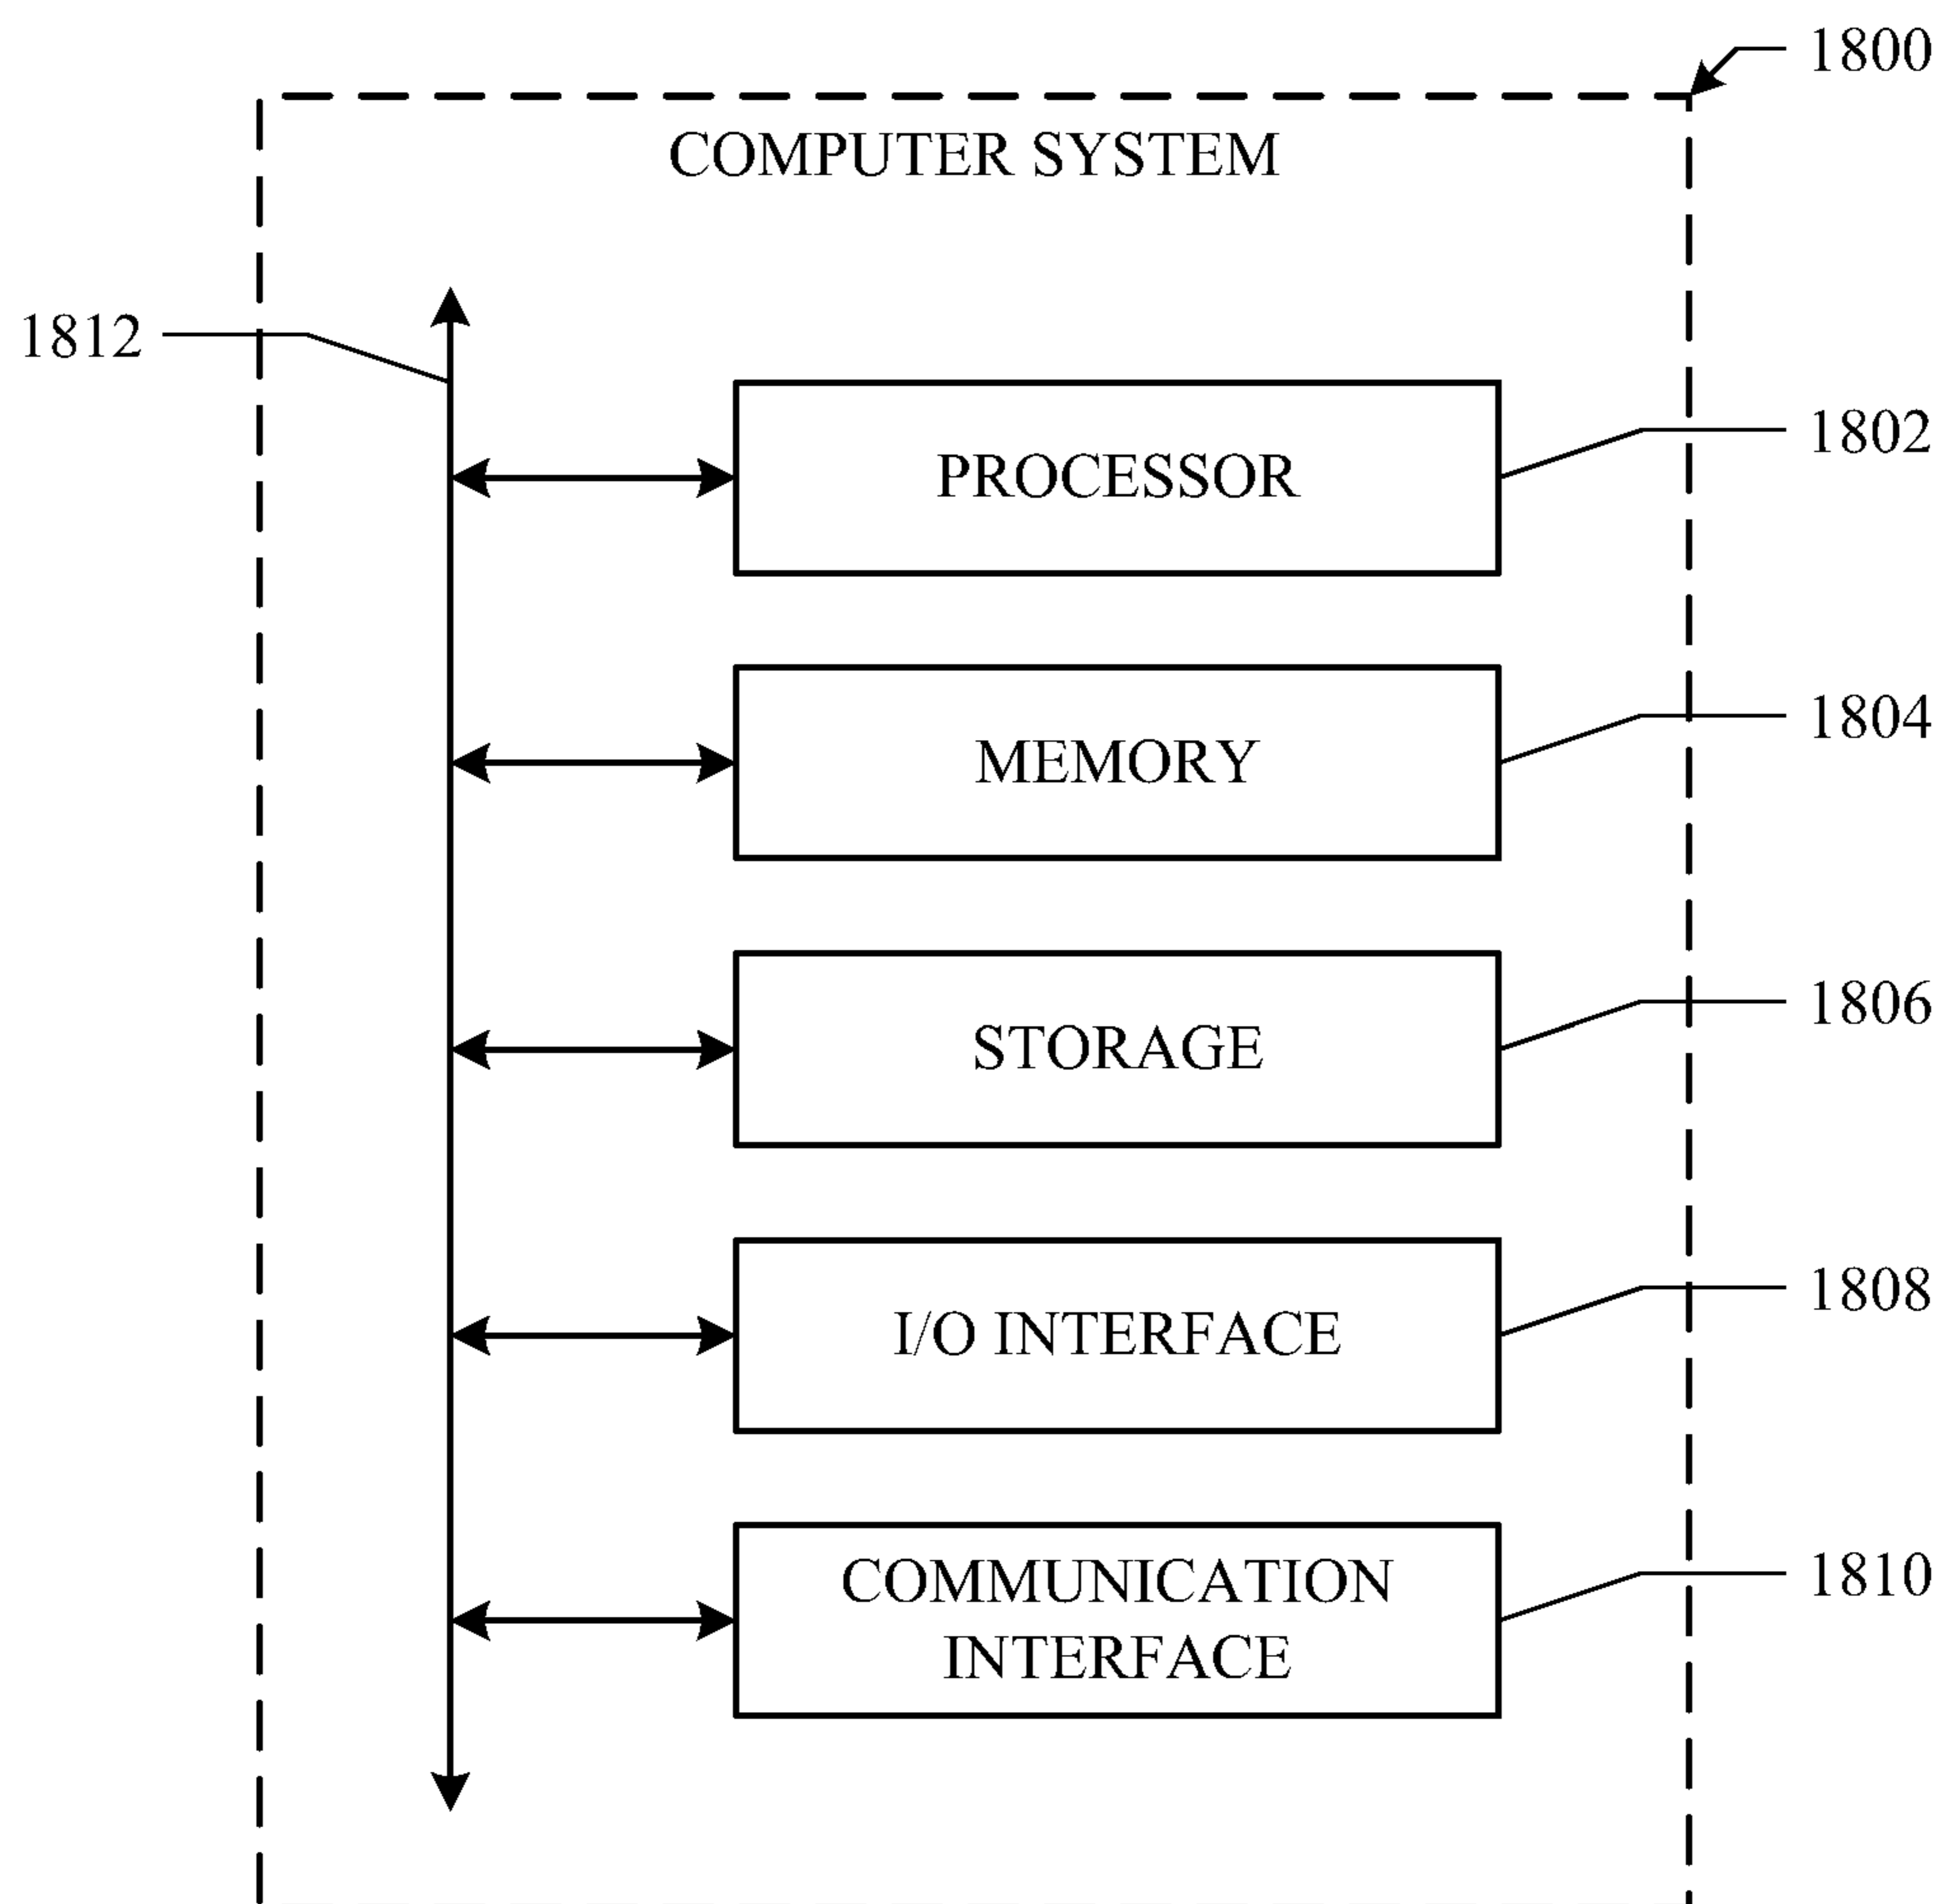 1800
COMPUTER SYSTEM
1812
1802
PROCESSOR
1804
MEMORY
1806
STORAGE
1808
I/O INTERFACE
1810
COMMUNICATION
INTERFACE